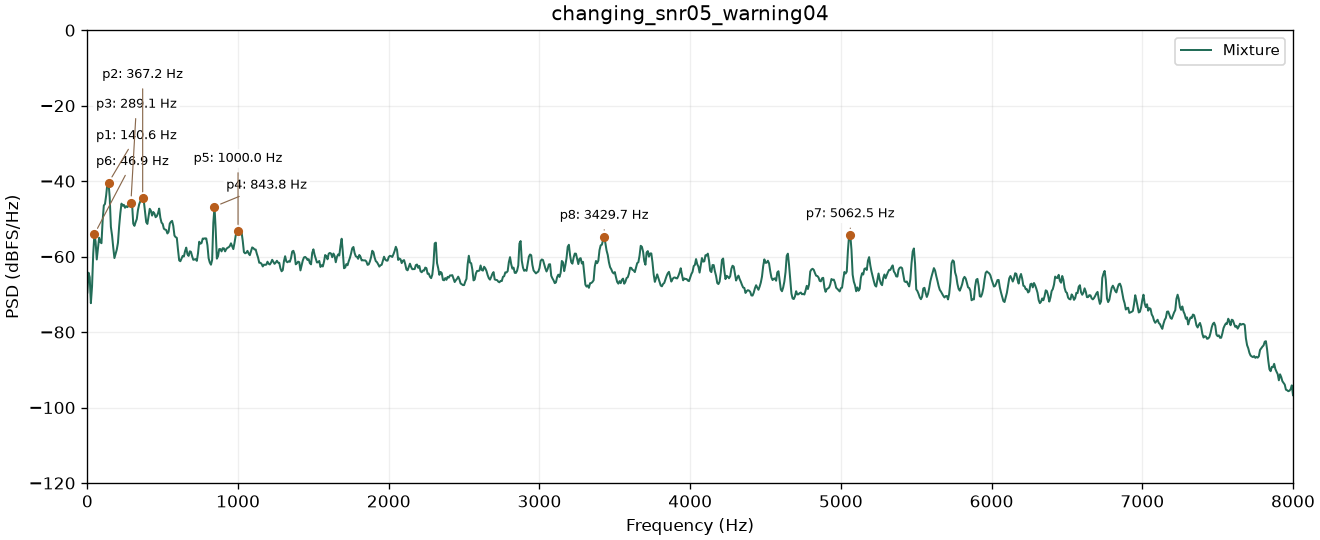 changing_snr05_warning04
Mixture
p2: 367.2 Hz
p3: 289.1 Hz
p1: 140.6 Hz
p6: 46.9 Hz
p5: 1000.0 Hz
p4: 843.8 Hz
p8: 3429.7 Hz
p7: 5062.5 Hz
PSD (dBFS/Hz)
0
−20
−40
−60
−80
−100
−120
0 1000 2000 3000 4000 5000 6000 7000 8000
Frequency (Hz)